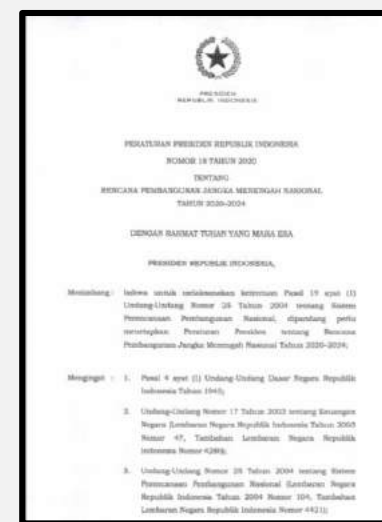 PRESIDEN
REPUBLIK INDONESIA
PERATURAN PRESIDEN REPUBLIK INDONESIA
NOMOR 18 TAHUN 2020
TENTANG
RENCANA PEMBANGUNAN JANGKA MENENGAH NASIONAL
TAHUN 2020-2024
DENGAN RAHMAT TUHAN YANG MAHA ESA
PRESIDEN REPUBLIK INDONESIA,
Menimbang : bahwa untuk melaksanakan ketentuan Pasal 19 ayat (1)
Undang-Undang Nomor 25 Tahun 2004 tentang Sistem
Perencanaan Pembangunan Nasional, dipandang perlu
menetapkan Peraturan Presiden tentang Rencana
Pembangunan Jangka Menengah Nasional Tahun 2020-2024;
Mengingat : 1. Pasal 4 ayat (1) Undang-Undang Dasar Negara Republik
Indonesia Tahun 1945;
2. Undang-Undang Nomor 17 Tahun 2003 tentang Keuangan
Negara (Lembaran Negara Republik Indonesia Tahun 2003
Nomor 47, Tambahan Lembaran Negara Republik
Indonesia Nomor 4286);
3. Undang-Undang Nomor 25 Tahun 2004 tentang Sistem
Perencanaan Pembangunan Nasional (Lembaran Negara
Republik Indonesia Tahun 2004 Nomor 104, Tambahan
Lembaran Negara Republik Indonesia Nomor 4421);